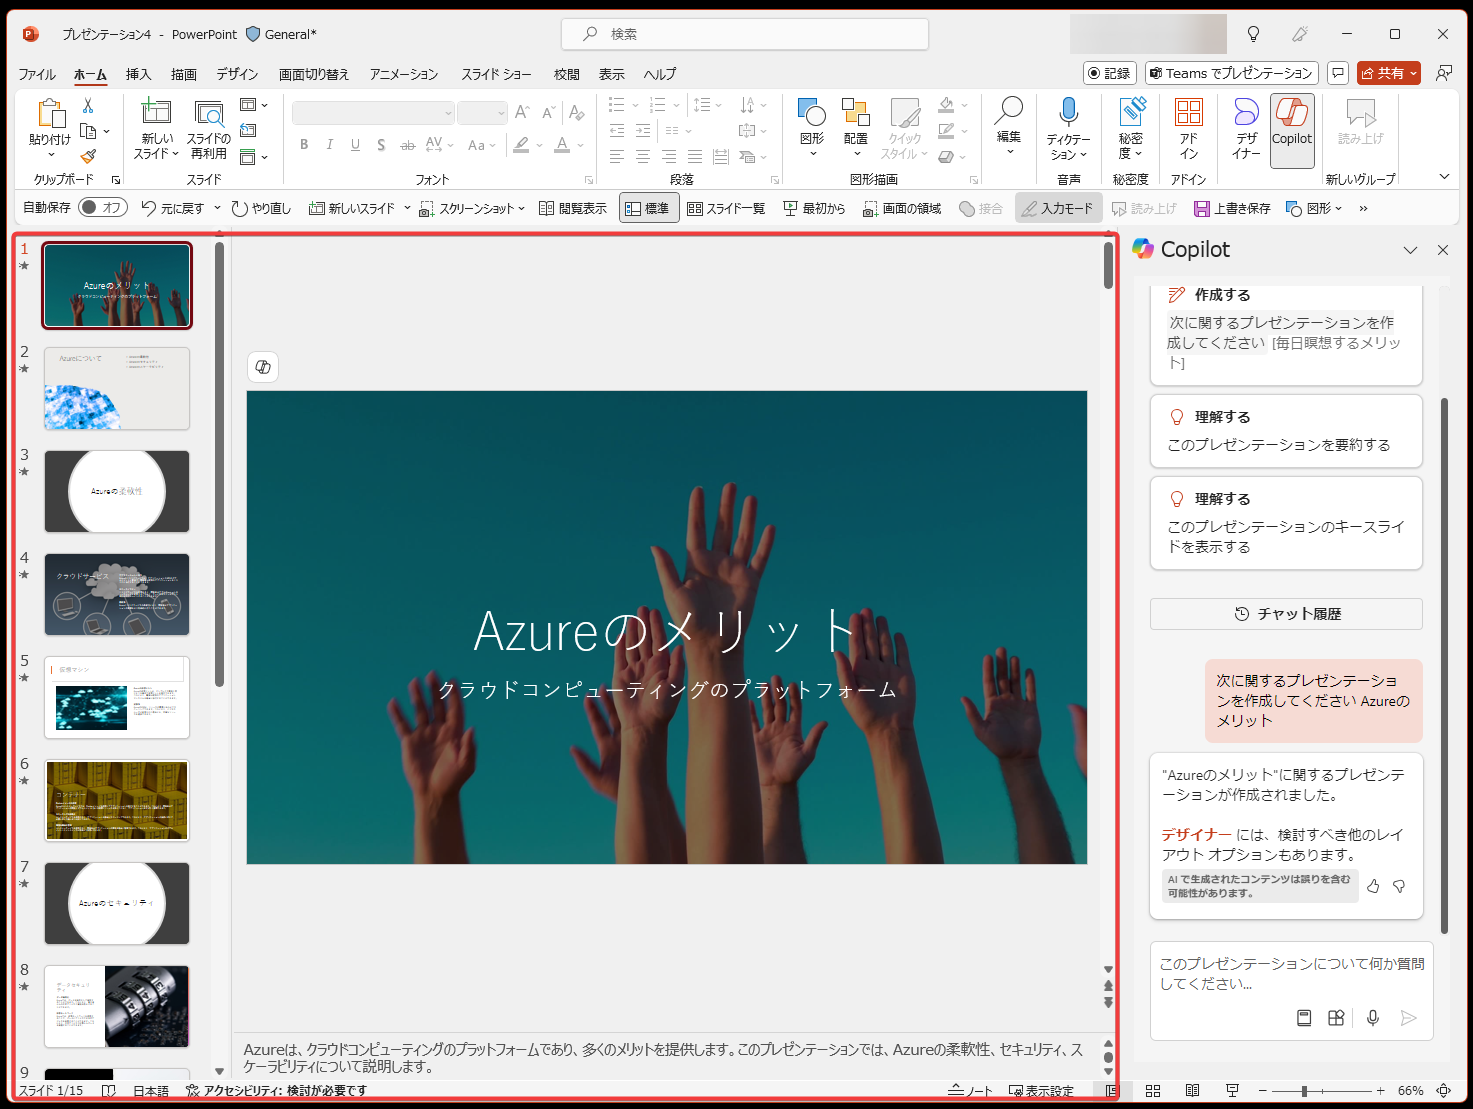 プレゼンテーション4 - PowerPoint
General*
検索
ファイル
ホーム
挿入
描画
デザイン
画面切り替え
アニメーション
スライド ショー
校閲
表示
ヘルプ
記録
Teams でプレゼンテーション
共有
貼り付け
クリップボード
新しい
スライド
スライドの
再利用
スライド
B I U S ab AV Aa A
フォント
段落
図形
配置
クイック
スタイル
図形描画
編集
ディクテー
ション
音声
秘密
度
秘密度
アド
イン
アドイン
デザ
イナー
Copilot
読み上げ
新しいグループ
自動保存
オフ
元に戻す
やり直し
新しいスライド
スクリーンショット
閲覧表示
標準
スライド一覧
最初から
画面の領域
接合
入力モード
読み上げ
上書き保存
図形
1
Azureのメリット
クラウドコンピューティングのプラットフォーム
2
Azureについて
3
Azureの柔軟性
4
クラウドサービス
5
仮想マシン
6
コンテナー
7
Azureのセキュリティ
8
データセキュリ
ティ
9
Azureのメリット
クラウドコンピューティングのプラットフォーム
Azureは、クラウドコンピューティングのプラットフォームであり、多くのメリットを提供します。このプレゼンテーションでは、Azureの柔軟性、セキュリティ、ス
ケーラビリティについて説明します。
Copilot
作成する
次に関するプレゼンテーションを作
成してください [毎日瞑想するメリッ
ト]
理解する
このプレゼンテーションを要約する
理解する
このプレゼンテーションのキースライ
ドを表示する
チャット履歴
次に関するプレゼンテーショ
ンを作成してください Azureの
メリット
"Azureのメリット"に関するプレゼンテ
ーションが作成されました。
デザイナー には、検討すべき他のレイ
アウト オプションもあります。
AI で生成されたコンテンツは誤りを含む
可能性があります。
このプレゼンテーションについて何か質問
してください...
スライド 1/15
日本語
アクセシビリティ: 検討が必要です
ノート
表示設定
66%